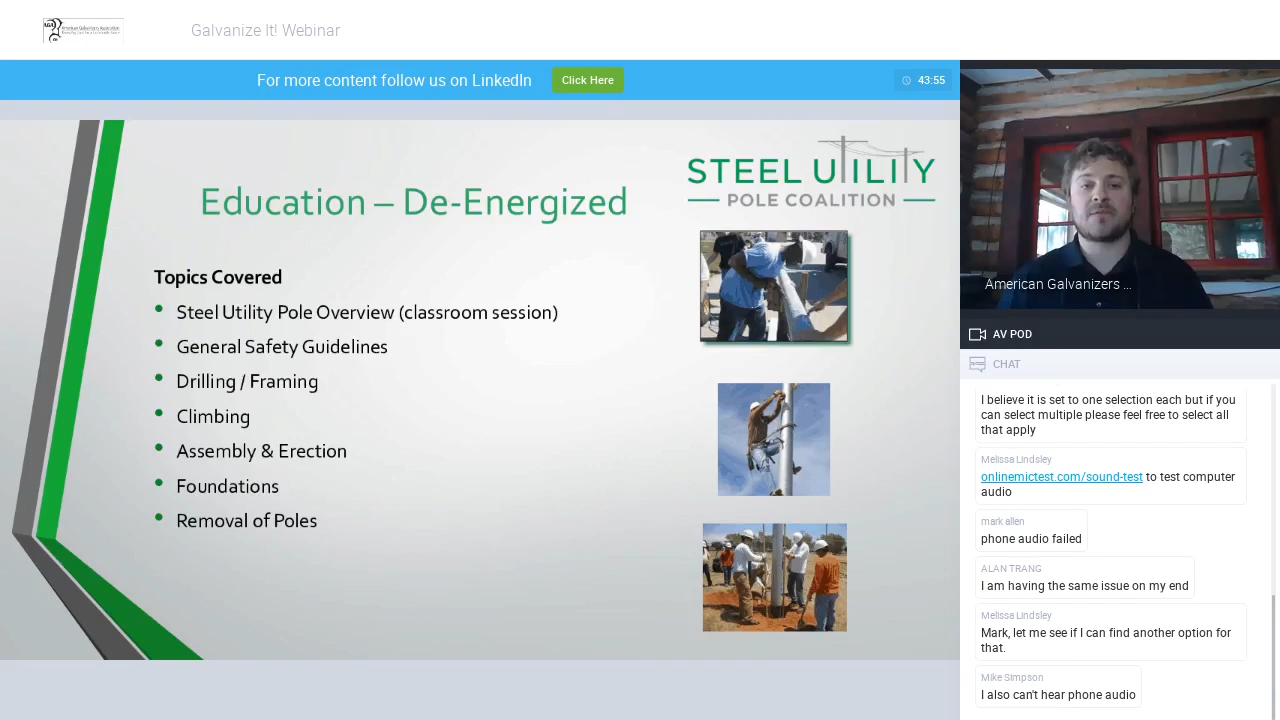 Galvanize It! Webinar
For more content follow us on LinkedIn
Click Here
43:55
STEEL UTILITY
POLE COALITION
Education – De-Energized
Topics Covered
• Steel Utility Pole Overview (classroom session)
• General Safety Guidelines
• Drilling / Framing
• Climbing
• Assembly & Erection
• Foundations
• Removal of Poles
American Galvanizers ...
AV POD
CHAT
I believe it is set to one selection each but if you
can select multiple please feel free to select all
that apply
Melissa Lindsley
onlinemictest.com/sound-test to test computer
audio
mark allen
phone audio failed
ALAN TRANG
I am having the same issue on my end
Melissa Lindsley
Mark, let me see if I can find another option for
that.
Mike Simpson
I also can't hear phone audio